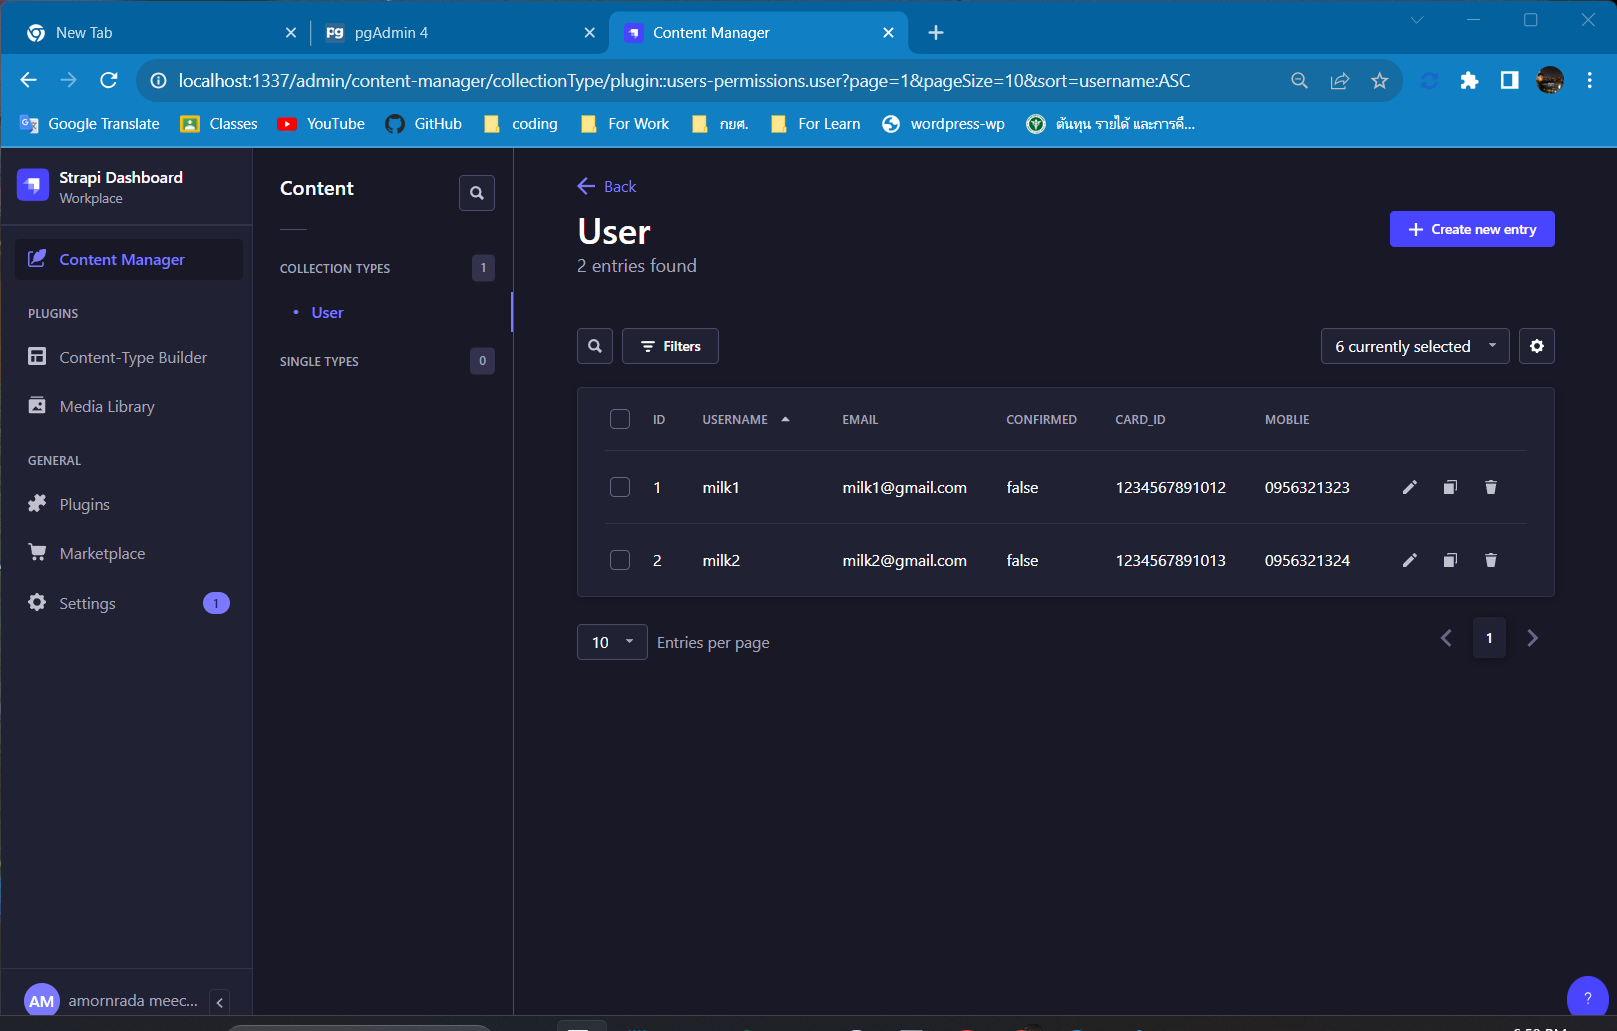 New Tab
pgAdmin 4
Content Manager
localhost:1337/admin/content-manager/collectionType/plugin::users-permissions.user?page=1&pageSize=10&sort=username:ASC
Google Translate
Classes
YouTube
GitHub
coding
For Work
กยศ.
For Learn
wordpress-wp
ต้นทุน รายได้ และการคื...
Strapi Dashboard
Workplace
Content Manager
PLUGINS
Content-Type Builder
Media Library
GENERAL
Plugins
Marketplace
Settings
1
AM
amornrada meec...
Content
COLLECTION TYPES
1
User
SINGLE TYPES
0
Back
User
2 entries found
Create new entry
Filters
6 currently selected
ID USERNAME EMAIL CONFIRMED CARD_ID MOBLIE
1 milk1 milk1@gmail.com false 1234567891012 0956321323
2 milk2 milk2@gmail.com false 1234567891013 0956321324
10
Entries per page
1
?